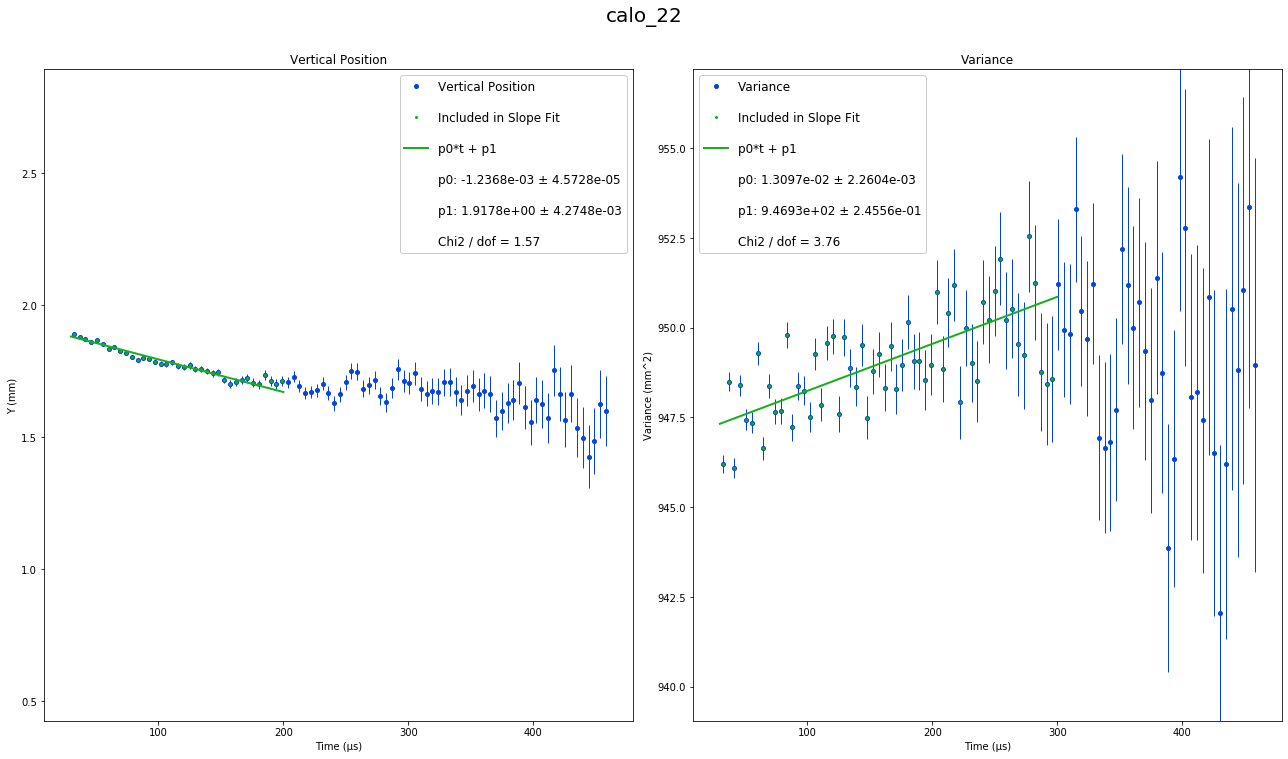 calo_22
Vertical Position
Vertical Position
Included in Slope Fit
p0*t + p1
p0: -1.2368e-03 ± 4.5728e-05
p1: 1.9178e+00 ± 4.2748e-03
Chi2 / dof = 1.57
2.5
2.0
1.5
1.0
0.5
Y (mm)
100
200
300
400
Time (μs)
Variance
Variance
Included in Slope Fit
p0*t + p1
p0: 1.3097e-02 ± 2.2604e-03
p1: 9.4693e+02 ± 2.4556e-01
Chi2 / dof = 3.76
955.0
952.5
950.0
947.5
945.0
942.5
940.0
Variance (mm^2)
100
200
300
400
Time (μs)